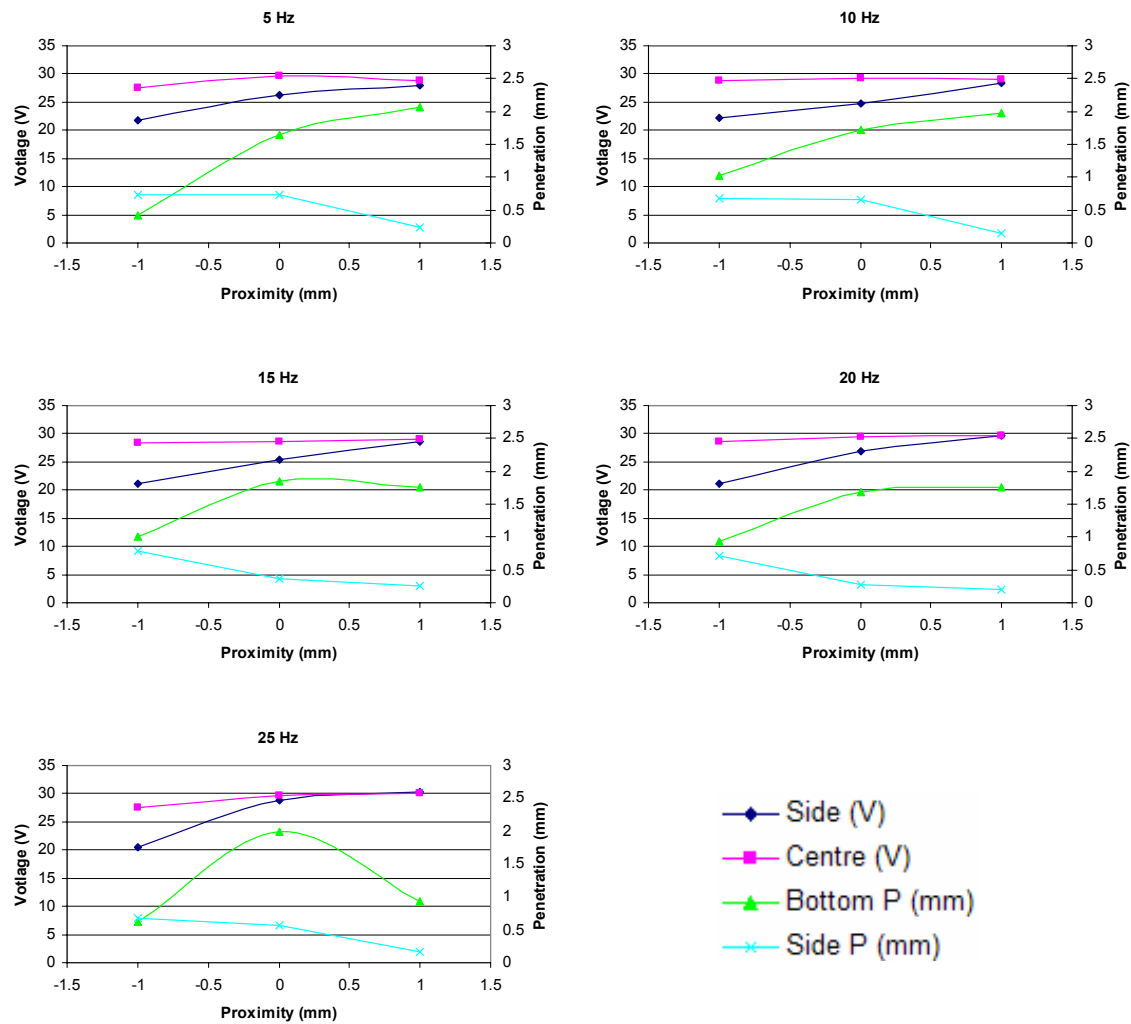 5 Hz
35
30
25
20
15
10
5
0
Votlage (V)
3
2.5
2
1.5
1
0.5
0
Penetration (mm)
-1.5 -1 -0.5 0 0.5 1 1.5
Proximity (mm)
10 Hz
35
30
25
20
15
10
5
0
Votlage (V)
3
2.5
2
1.5
1
0.5
0
Penetration (mm)
-1.5 -1 -0.5 0 0.5 1 1.5
Proximity (mm)
15 Hz
35
30
25
20
15
10
5
0
Votlage (V)
3
2.5
2
1.5
1
0.5
0
Penetration (mm)
-1.5 -1 -0.5 0 0.5 1 1.5
Proximity (mm)
20 Hz
35
30
25
20
15
10
5
0
Votlage (V)
3
2.5
2
1.5
1
0.5
0
Penetration (mm)
-1.5 -1 -0.5 0 0.5 1 1.5
Proximity (mm)
25 Hz
35
30
25
20
15
10
5
0
Votlage (V)
3
2.5
2
1.5
1
0.5
0
Penetration (mm)
-1.5 -1 -0.5 0 0.5 1 1.5
Proximity (mm)
Side (V)
Centre (V)
Bottom P (mm)
Side P (mm)